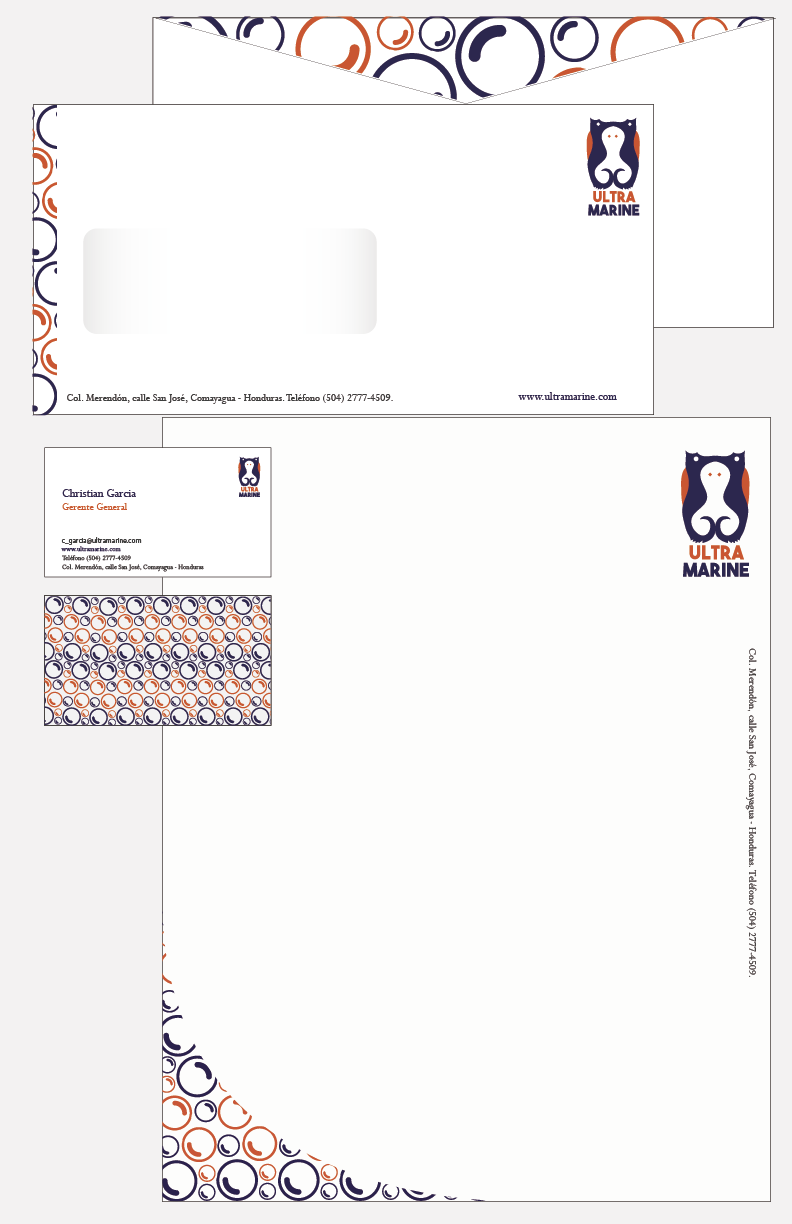 ULTRA
MARINE
Col. Merendón, calle San José, Comayagua - Honduras. Teléfono (504) 2777-4509.
www.ultramarine.com
Christian Garcia
Gerente General
ULTRA
MARINE
c_garcia@ultramarine.com
www.ultramarine.com
Teléfono (504) 2777-4509
Col. Merendón, calle San José, Comayagua - Honduras
ULTRA
MARINE
Col. Merendón, calle San José, Comayagua - Honduras. Teléfono (504) 2777-4509.